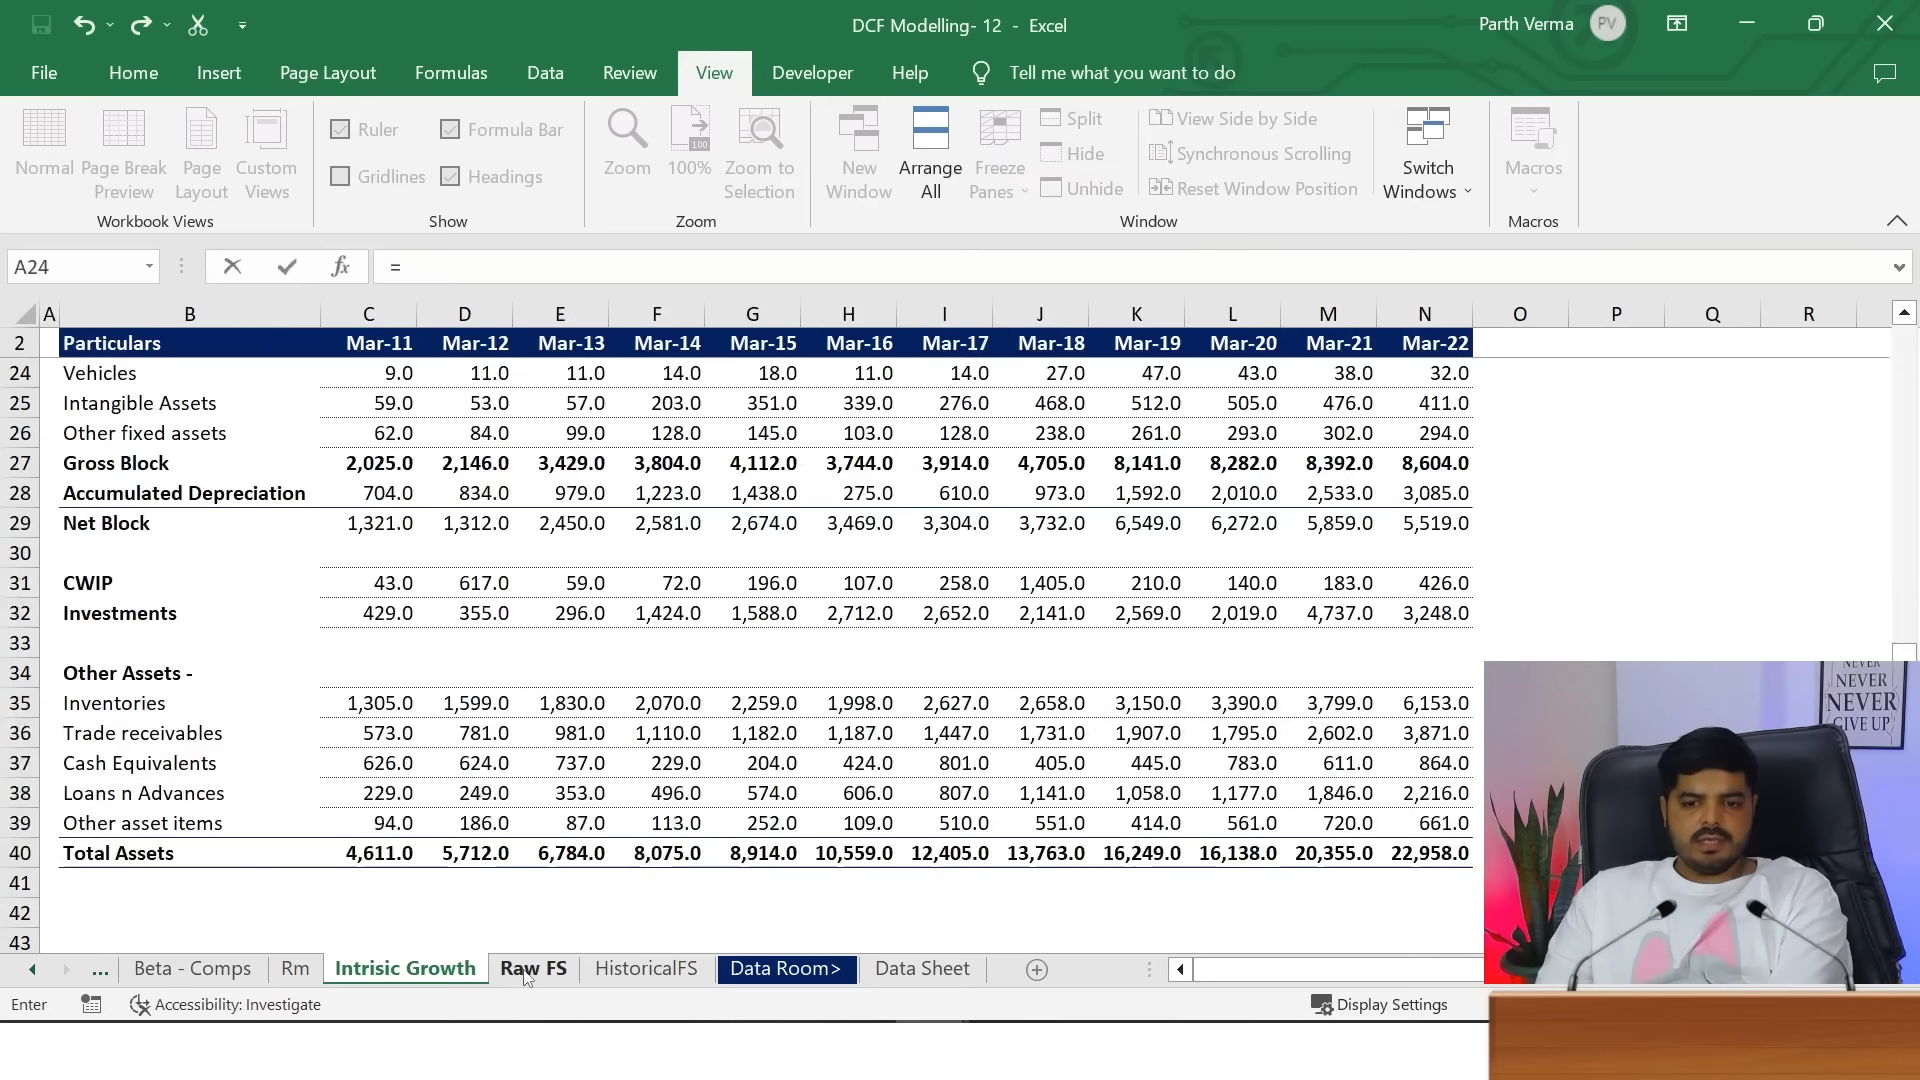 DCF Modelling- 12 - Excel
Parth Verma PV
File Home Insert Page Layout Formulas Data Review View Developer Help Tell me what you want to do
Normal
Page Break Preview
Page Layout
Custom Views
Workbook Views
Ruler Formula Bar
Gridlines Headings
Show
Zoom
100 100%
Zoom to Selection
Zoom
New Window
Arrange All
Freeze Panes
Split
Hide
Unhide
View Side by Side
Synchronous Scrolling
Reset Window Position
Switch Windows
Window
Macros
Macros
A24 fx =
A B C D E F G H I J K L M N O P Q R
2 Particulars Mar-11 Mar-12 Mar-13 Mar-14 Mar-15 Mar-16 Mar-17 Mar-18 Mar-19 Mar-20 Mar-21 Mar-22
24 Vehicles 9.0 11.0 11.0 14.0 18.0 11.0 14.0 27.0 47.0 43.0 38.0 32.0
25 Intangible Assets 59.0 53.0 57.0 203.0 351.0 339.0 276.0 468.0 512.0 505.0 476.0 411.0
26 Other fixed assets 62.0 84.0 99.0 128.0 145.0 103.0 128.0 238.0 261.0 293.0 302.0 294.0
27 Gross Block 2,025.0 2,146.0 3,429.0 3,804.0 4,112.0 3,744.0 3,914.0 4,705.0 8,141.0 8,282.0 8,392.0 8,604.0
28 Accumulated Depreciation 704.0 834.0 979.0 1,223.0 1,438.0 275.0 610.0 973.0 1,592.0 2,010.0 2,533.0 3,085.0
29 Net Block 1,321.0 1,312.0 2,450.0 2,581.0 2,674.0 3,469.0 3,304.0 3,732.0 6,549.0 6,272.0 5,859.0 5,519.0
30
31 CWIP 43.0 617.0 59.0 72.0 196.0 107.0 258.0 1,405.0 210.0 140.0 183.0 426.0
32 Investments 429.0 355.0 296.0 1,424.0 1,588.0 2,712.0 2,652.0 2,141.0 2,569.0 2,019.0 4,737.0 3,248.0
33
34 Other Assets -
35 Inventories 1,305.0 1,599.0 1,830.0 2,070.0 2,259.0 1,998.0 2,627.0 2,658.0 3,150.0 3,390.0 3,799.0 6,153.0
36 Trade receivables 573.0 781.0 981.0 1,110.0 1,182.0 1,187.0 1,447.0 1,731.0 1,907.0 1,795.0 2,602.0 3,871.0
37 Cash Equivalents 626.0 624.0 737.0 229.0 204.0 424.0 801.0 405.0 445.0 783.0 611.0 864.0
38 Loans n Advances 229.0 249.0 353.0 496.0 574.0 606.0 807.0 1,141.0 1,058.0 1,177.0 1,846.0 2,216.0
39 Other asset items 94.0 186.0 87.0 113.0 252.0 109.0 510.0 551.0 414.0 561.0 720.0 661.0
40 Total Assets 4,611.0 5,712.0 6,784.0 8,075.0 8,914.0 10,559.0 12,405.0 13,763.0 16,249.0 16,138.0 20,355.0 22,958.0
41
42
43
NEVER
NEVER
NEVER
GIVE UP
... Beta - Comps Rm Intrisic Growth Raw FS HistoricalFS Data Room> Data Sheet
Enter Accessibility: Investigate Display Settings